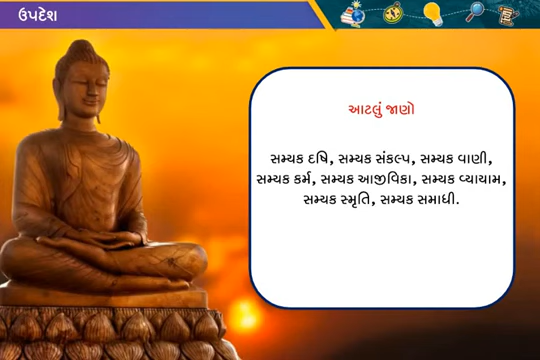 ઉપદેશ
આટલું જાણો
સમ્યક દષિ, સમ્યક સંકલ્પ, સમ્યક વાણી,
સમ્યક કર્મ, સમ્યક આજીવિકા, સમ્યક વ્યાયામ,
સમ્યક સ્મૃતિ, સમ્યક સમાધી.